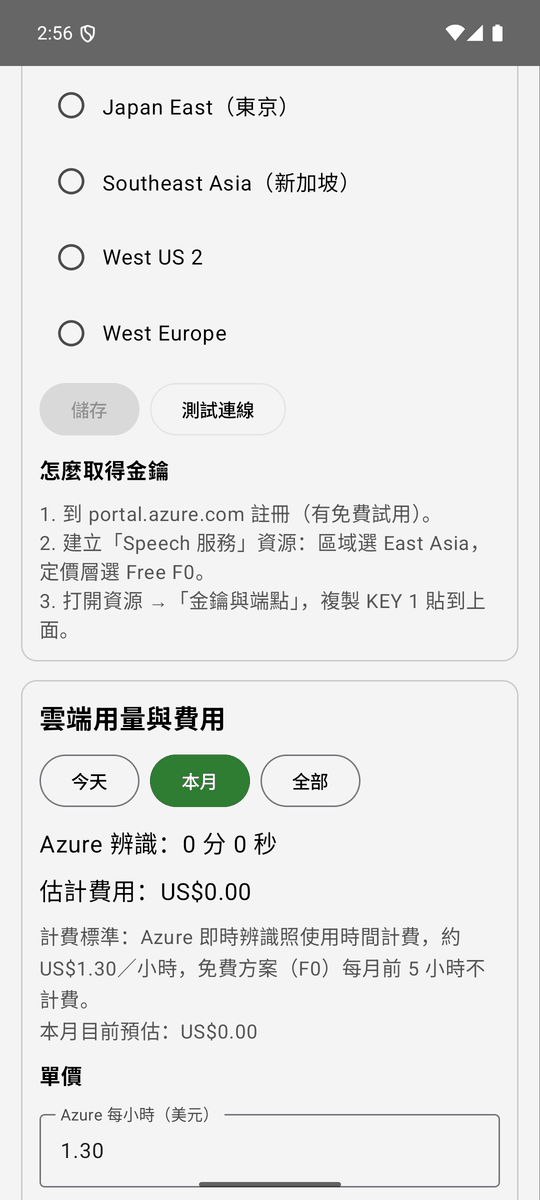 2:56
Japan East（東京）
Southeast Asia（新加坡）
West US 2
West Europe
儲存
測試連線
怎麼取得金鑰
1. 到 portal.azure.com 註冊（有免費試用）。
2. 建立「Speech 服務」資源：區域選 East Asia，
定價層選 Free F0。
3. 打開資源 → 「金鑰與端點」，複製 KEY 1 貼到上
面。
雲端用量與費用
今天
本月
全部
Azure 辨識：0 分 0 秒
估計費用：US$0.00
計費標準：Azure 即時辨識照使用時間計費，約
US$1.30／小時，免費方案（F0）每月前 5 小時不
計費。
本月目前預估：US$0.00
單價
Azure 每小時（美元）
1.30